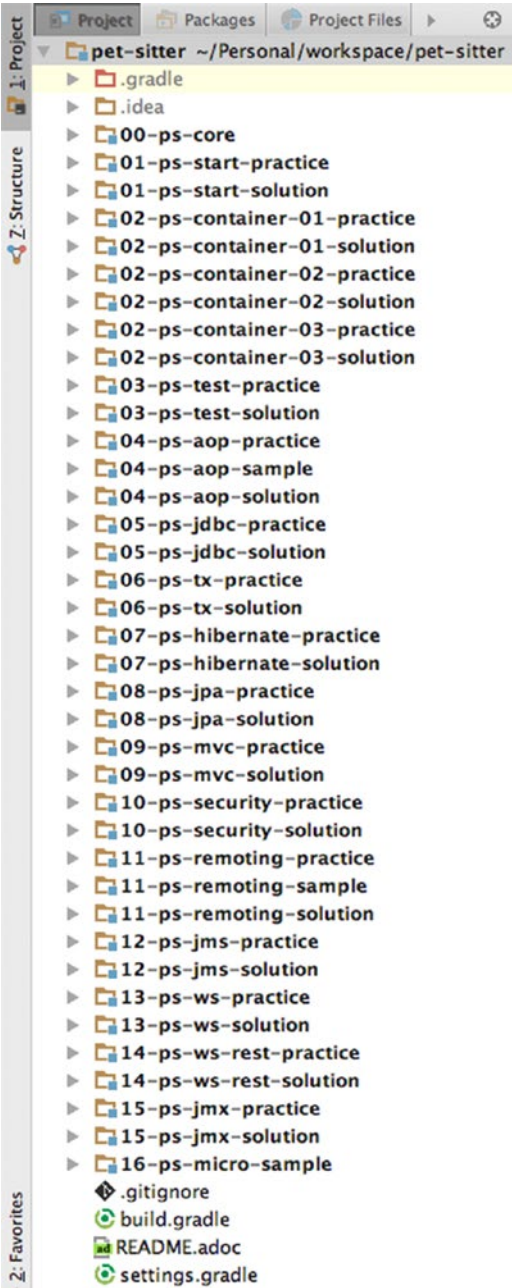 Project Packages Project Files
pet-sitter ~/Personal/workspace/pet-sitter
.gradle
.idea
00-ps-core
01-ps-start-practice
01-ps-start-solution
02-ps-container-01-practice
02-ps-container-01-solution
02-ps-container-02-practice
02-ps-container-02-solution
02-ps-container-03-practice
02-ps-container-03-solution
03-ps-test-practice
03-ps-test-solution
04-ps-aop-practice
04-ps-aop-sample
04-ps-aop-solution
05-ps-jdbc-practice
05-ps-jdbc-solution
06-ps-tx-practice
06-ps-tx-solution
07-ps-hibernate-practice
07-ps-hibernate-solution
08-ps-jpa-practice
08-ps-jpa-solution
09-ps-mvc-practice
09-ps-mvc-solution
10-ps-security-practice
10-ps-security-solution
11-ps-remoting-practice
11-ps-remoting-sample
11-ps-remoting-solution
12-ps-jms-practice
12-ps-jms-solution
13-ps-ws-practice
13-ps-ws-solution
14-ps-ws-rest-practice
14-ps-ws-rest-solution
15-ps-jmx-practice
15-ps-jmx-solution
16-ps-micro-sample
.gitignore
build.gradle
ad README.adoc
settings.gradle
1: Project
Z: Structure
2: Favorites